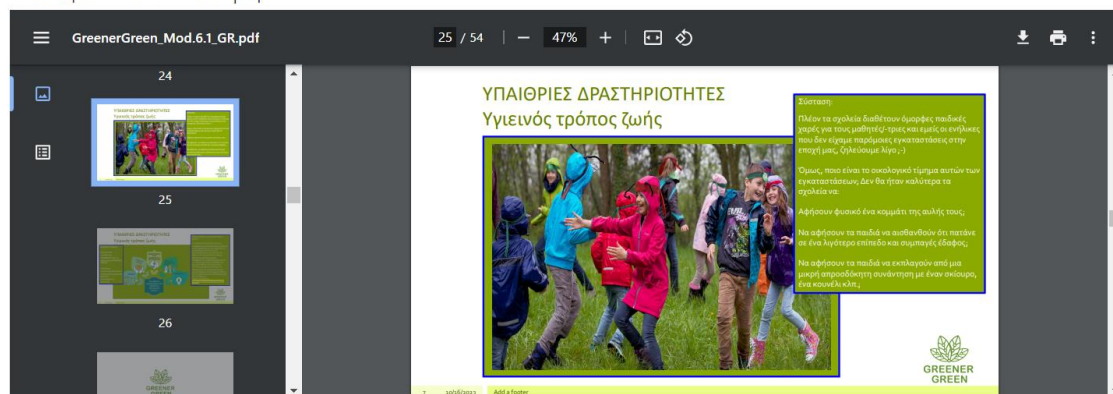 GreenerGreen_Mod.6.1_GR.pdf
25 / 54
47%
24
25
26
ΥΠΑΙΘΡΙΕΣ ΔΡΑΣΤΗΡΙΟΤΗΤΕΣ
Υγιεινός τρόπος ζωής
Σύσταση:
Πλέον τα σχολεία διαθέτουν όμορφες παιδικές
χαρές για τους μαθητές/-τριες και εμείς οι ενήλικες
που δεν είχαμε παρόμοιες εγκαταστάσεις στην
εποχή μας, ζηλεύουμε λίγο ;-)
Όμως, ποιο είναι το οικολογικό τίμημα αυτών των
εγκαταστάσεων; Δεν θα ήταν καλύτερα τα
σχολεία να:
Αφήσουν φυσικό ένα κομμάτι της αυλής τους;
Να αφήσουν τα παιδιά να αισθανθούν ότι πατάνε
σε ένα λιγότερο επίπεδο και συμπαγές έδαφος;
Να αφήσουν τα παιδιά να εκπλαγούν από μια
μικρή απροσδόκητη συνάντηση με έναν σκίουρο,
ένα κουνέλι κλπ.;
GREENER
GREEN
Add a footer